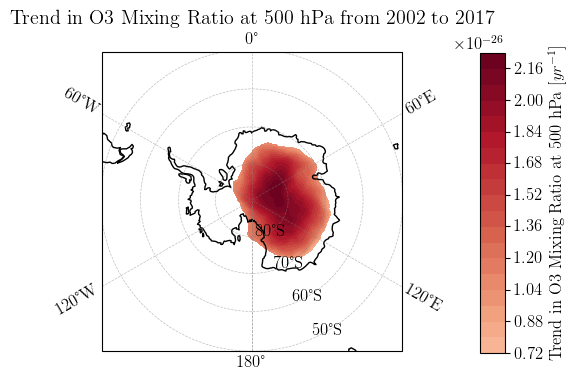 Trend in O3 Mixing Ratio at 500 hPa from 2002 to 2017
0°
×10⁻²⁶
60°W
60°E
2.16
2.00
1.84
1.68
1.52
1.36
1.20
1.04
0.88
0.72
80°S
70°S
60°S
50°S
120°W
120°E
180°
Trend in O3 Mixing Ratio at 500 hPa [yr⁻¹]